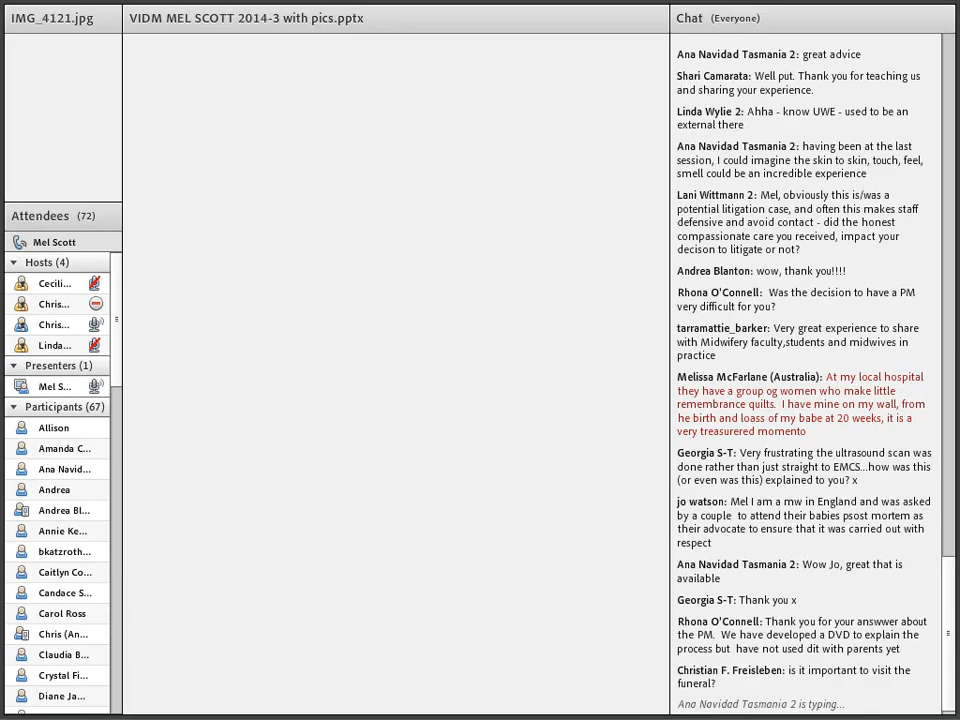 IMG_4121.jpg
VIDM MEL SCOTT 2014-3 with pics.pptx
Chat (Everyone)
Attendees (72)
Mel Scott
Hosts (4)
Cecili...
Chris...
Chris...
Linda...
Presenters (1)
Mel S...
Participants (67)
Allison
Amanda C...
Ana Navid...
Andrea
Andrea Bl...
Annie Ke...
bkatzroth...
Caitlyn Co...
Candace S...
Carol Ross
Chris (An...
Claudia B...
Crystal Fi...
Diane Ja...
Ana Navidad Tasmania 2: great advice
Shari Camarata: Well put. Thank you for teaching us
and sharing your experience.
Linda Wylie 2: Ahha - know UWE - used to be an
external there
Ana Navidad Tasmania 2: having been at the last
session, I could imagine the skin to skin, touch, feel,
smell could be an incredible experience
Lani Wittmann 2: Mel, obviously this is/was a
potential litigation case, and often this makes staff
defensive and avoid contact - did the honest
compassionate care you received, impact your
decison to litigate or not?
Andrea Blanton: wow, thank you!!!!
Rhona O'Connell: Was the decision to have a PM
very difficult for you?
tarramattie_barker: Very great experience to share
with Midwifery faculty,students and midwives in
practice
Melissa McFarlane (Australia): At my local hospital
they have a group og women who make little
remembrance quilts. I have mine on my wall, from
he birth and loass of my babe at 20 weeks, it is a
very treasurered momento
Georgia S-T: Very frustrating the ultrasound scan was
done rather than just straight to EMCS...how was this
(or even was this) explained to you? x
jo watson: Mel I am a mw in England and was asked
by a couple to attend their babies psost mortem as
their advocate to ensure that it was carried out with
respect
Ana Navidad Tasmania 2: Wow Jo, great that is
available
Georgia S-T: Thank you x
Rhona O'Connell: Thank you for your answwer about
the PM. We have developed a DVD to explain the
process but have not used dit with parents yet
Christian F. Freisleben: is it important to visit the
funeral?
Ana Navidad Tasmania 2 is typing...